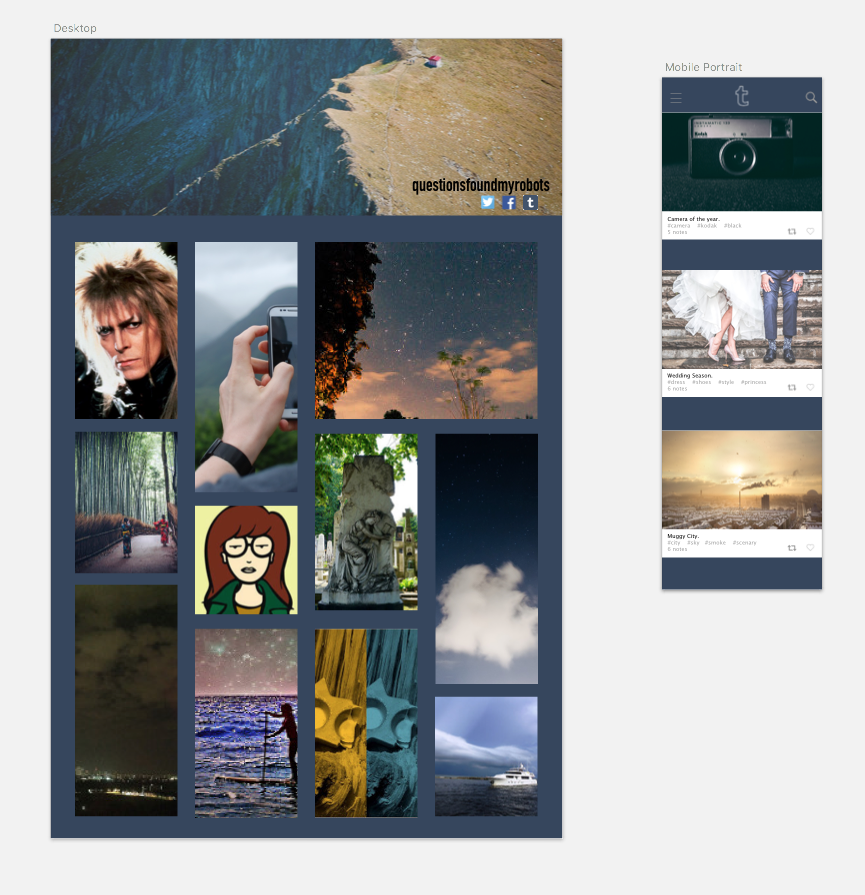 Desktop
questionsfoundmyrobots
t
Mobile Portrait
t
Kodak
Camera of the year.
#camera #kodak #black
5 notes
Wedding Season.
#dress #shoes #style #princess
6 notes
Muggy City.
#city #sky #smoke #scenary
6 notes